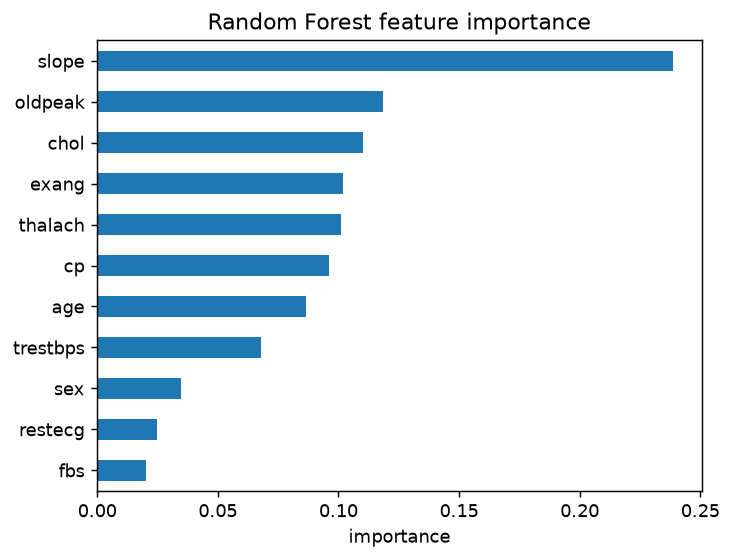 Random Forest feature importance
slope
oldpeak
chol
exang
thalach
cp
age
trestbps
sex
restecg
fbs
0.00 0.05 0.10 0.15 0.20 0.25
importance